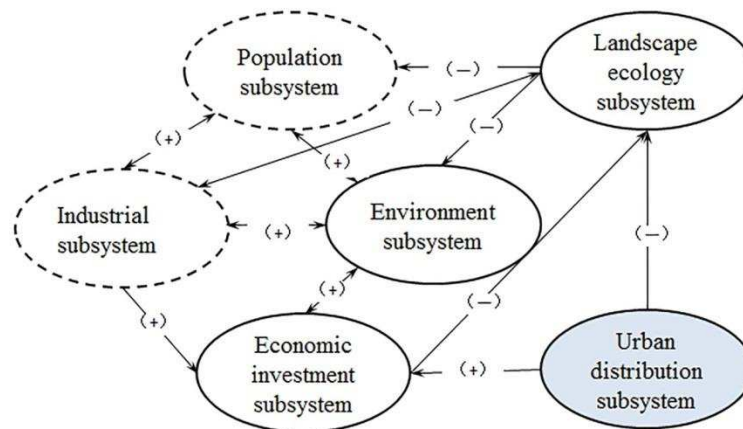 Population
subsystem
(—)
Landscape
ecology
subsystem
(—)
(+)
(—)
(+)
Industrial
subsystem
(+)
Environment
subsystem
(—)
(+)
(—)
(+)
Economic
investment
subsystem
(+)
Urban
distribution
subsystem